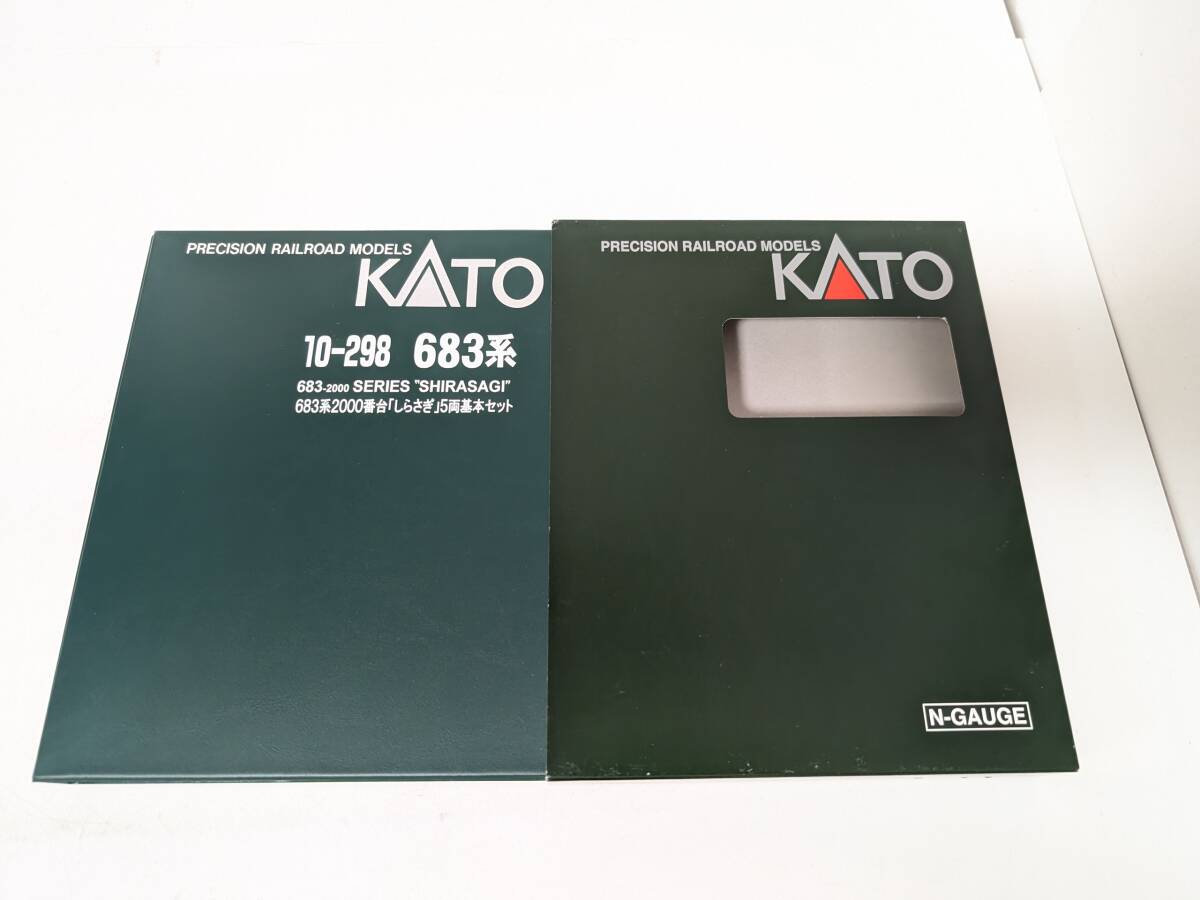 PRECISION RAILROAD MODELS
KATO
10-298 683系
683-2000 SERIES "SHIRASAGI"
683系2000番台「しらさぎ」5両基本セット
PRECISION RAILROAD MODELS
KATO
N-GAUGE